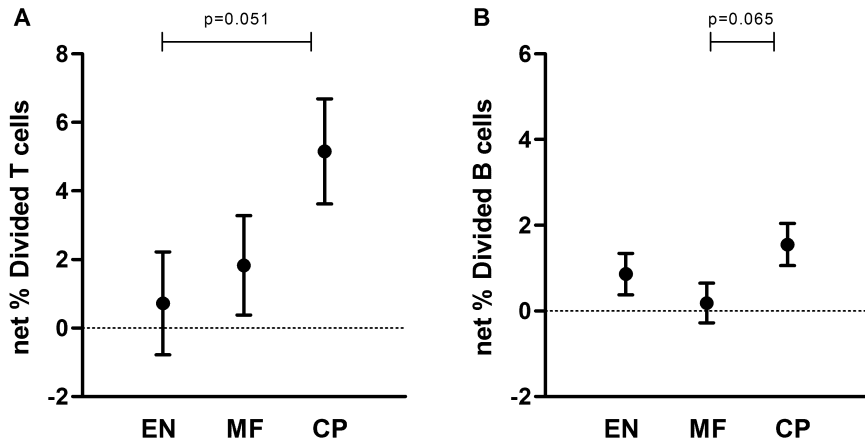 A
p=0.051
net % Divided T cells
8
6
4
2
0
-2
EN MF CP
B
p=0.065
net % Divided B cells
6
4
2
0
-2
EN MF CP